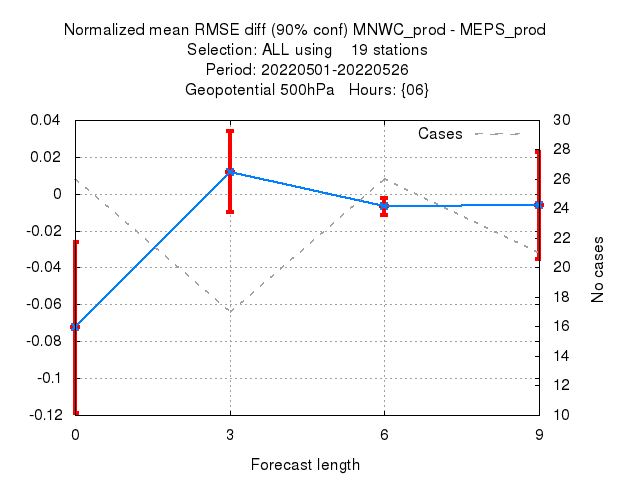 Normalized mean RMSE diff (90% conf) MNWC_prod - MEPS_prod
Selection: ALL using    19 stations
Period: 20220501-20220526
Geopotential 500hPa   Hours: {06}
Cases
0.04
0.02
0
-0.02
-0.04
-0.06
-0.08
-0.1
-0.12
30
28
26
24
22
20
18
16
14
12
10
No cases
0 3 6 9
Forecast length